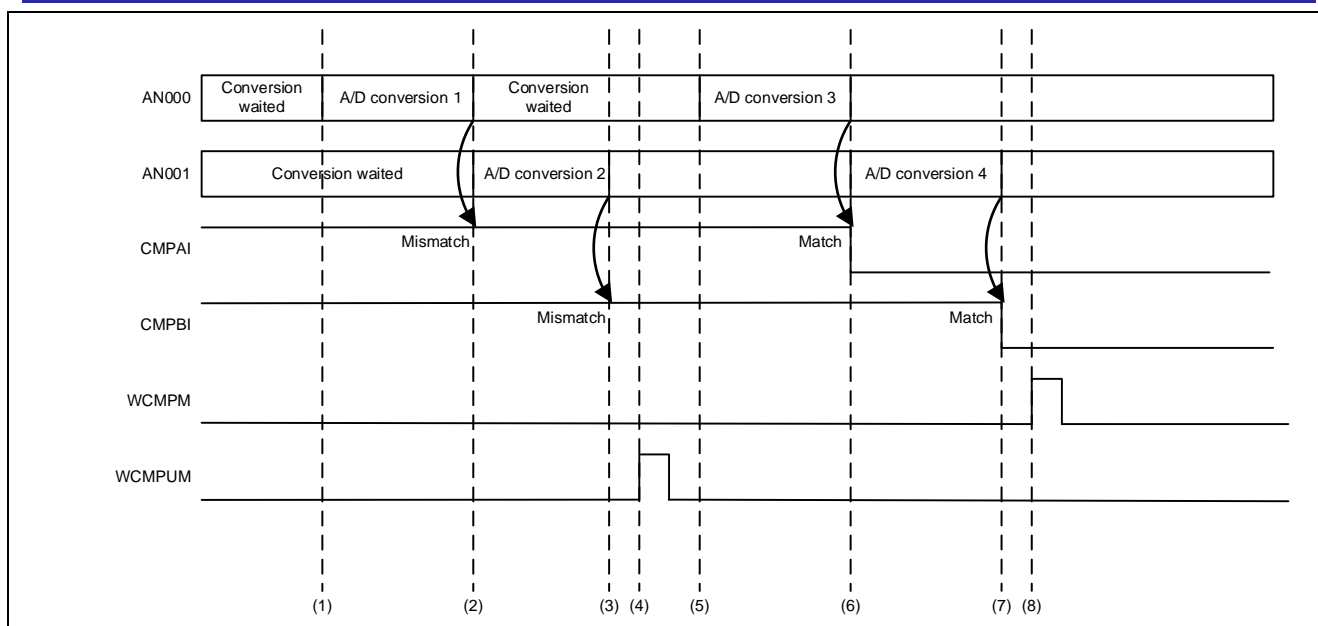 AN000
Conversion
waited
A/D conversion 1
Conversion
waited
A/D conversion 3
AN001
Conversion waited
A/D conversion 2
A/D conversion 4
CMPAI
Mismatch
Match
CMPBI
Mismatch
Match
WCMPM
WCMPUM
(1)
(2)
(3)
(4)
(5)
(6)
(7)
(8)